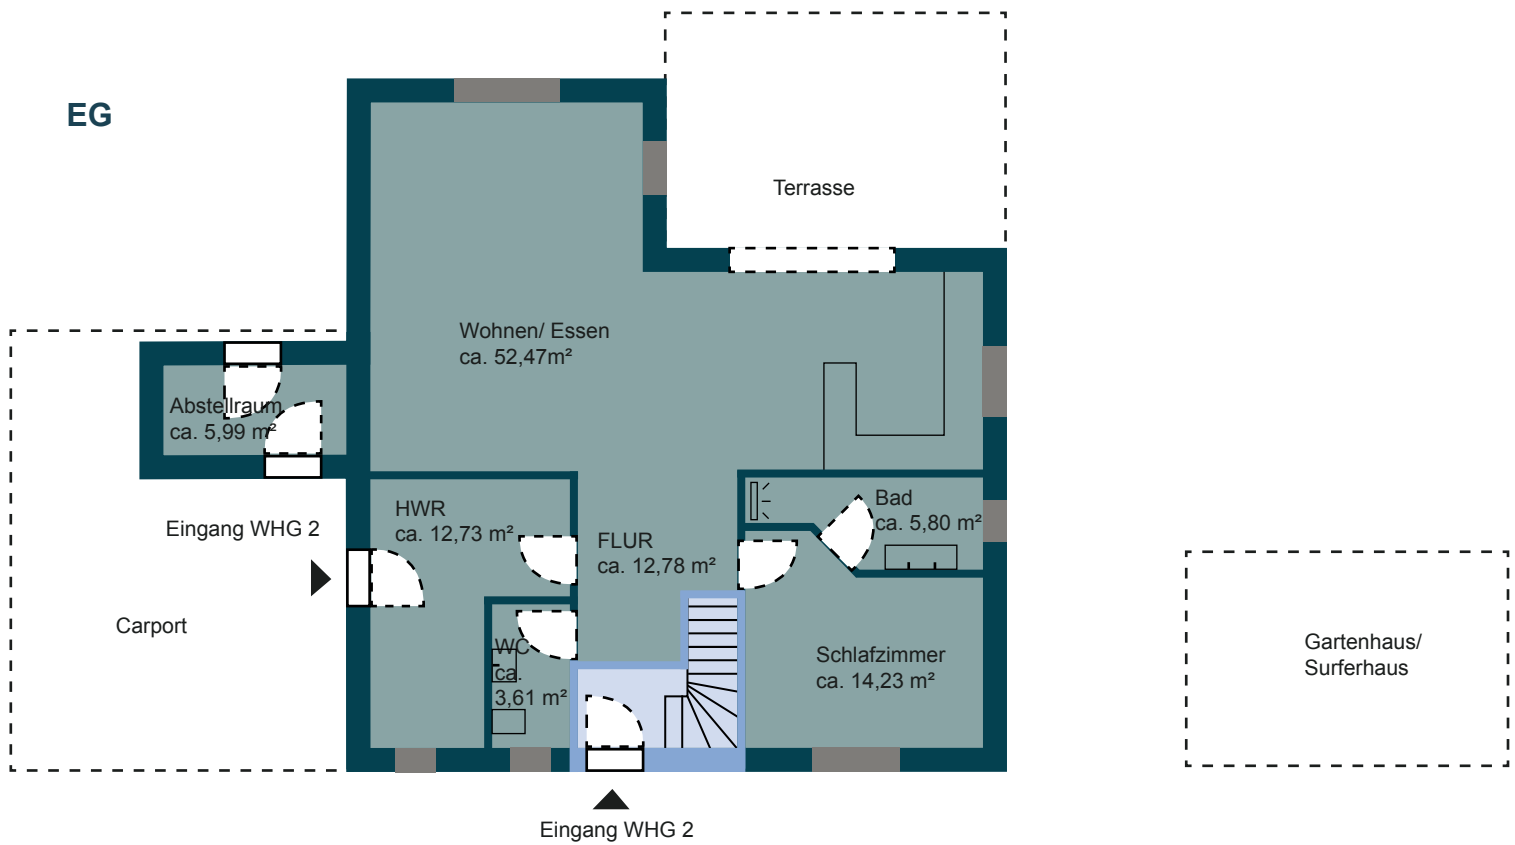 EG
Terrasse
Wohnen/ Essen
ca. 52,47m²
Abstellraum
ca. 5,99 m²
HWR
ca. 12,73 m²
Bad
ca. 5,80 m²
Eingang WHG 2
FLUR
ca. 12,78 m²
Carport
WC
ca.
3,61 m²
Schlafzimmer
ca. 14,23 m²
Gartenhaus/
Surferhaus
Eingang WHG 2